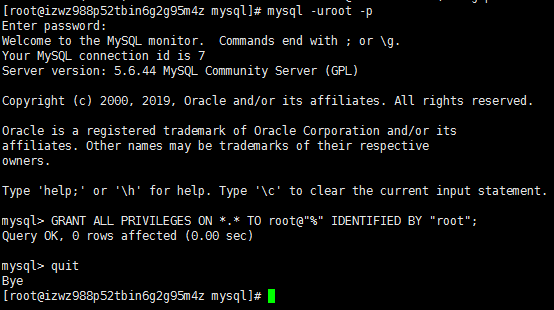 [root@izwz988p52tbin6g2g95m4z mysql]# mysql -uroot -p
Enter password:
Welcome to the MySQL monitor.  Commands end with ; or \g.
Your MySQL connection id is 7
Server version: 5.6.44 MySQL Community Server (GPL)
Copyright (c) 2000, 2019, Oracle and/or its affiliates. All rights reserved.
Oracle is a registered trademark of Oracle Corporation and/or its
affiliates. Other names may be trademarks of their respective
owners.
Type 'help;' or '\h' for help. Type '\c' to clear the current input statement.
mysql> GRANT ALL PRIVILEGES ON *.* TO root@"%" IDENTIFIED BY "root";
Query OK, 0 rows affected (0.00 sec)
mysql> quit
Bye
[root@izwz988p52tbin6g2g95m4z mysql]#